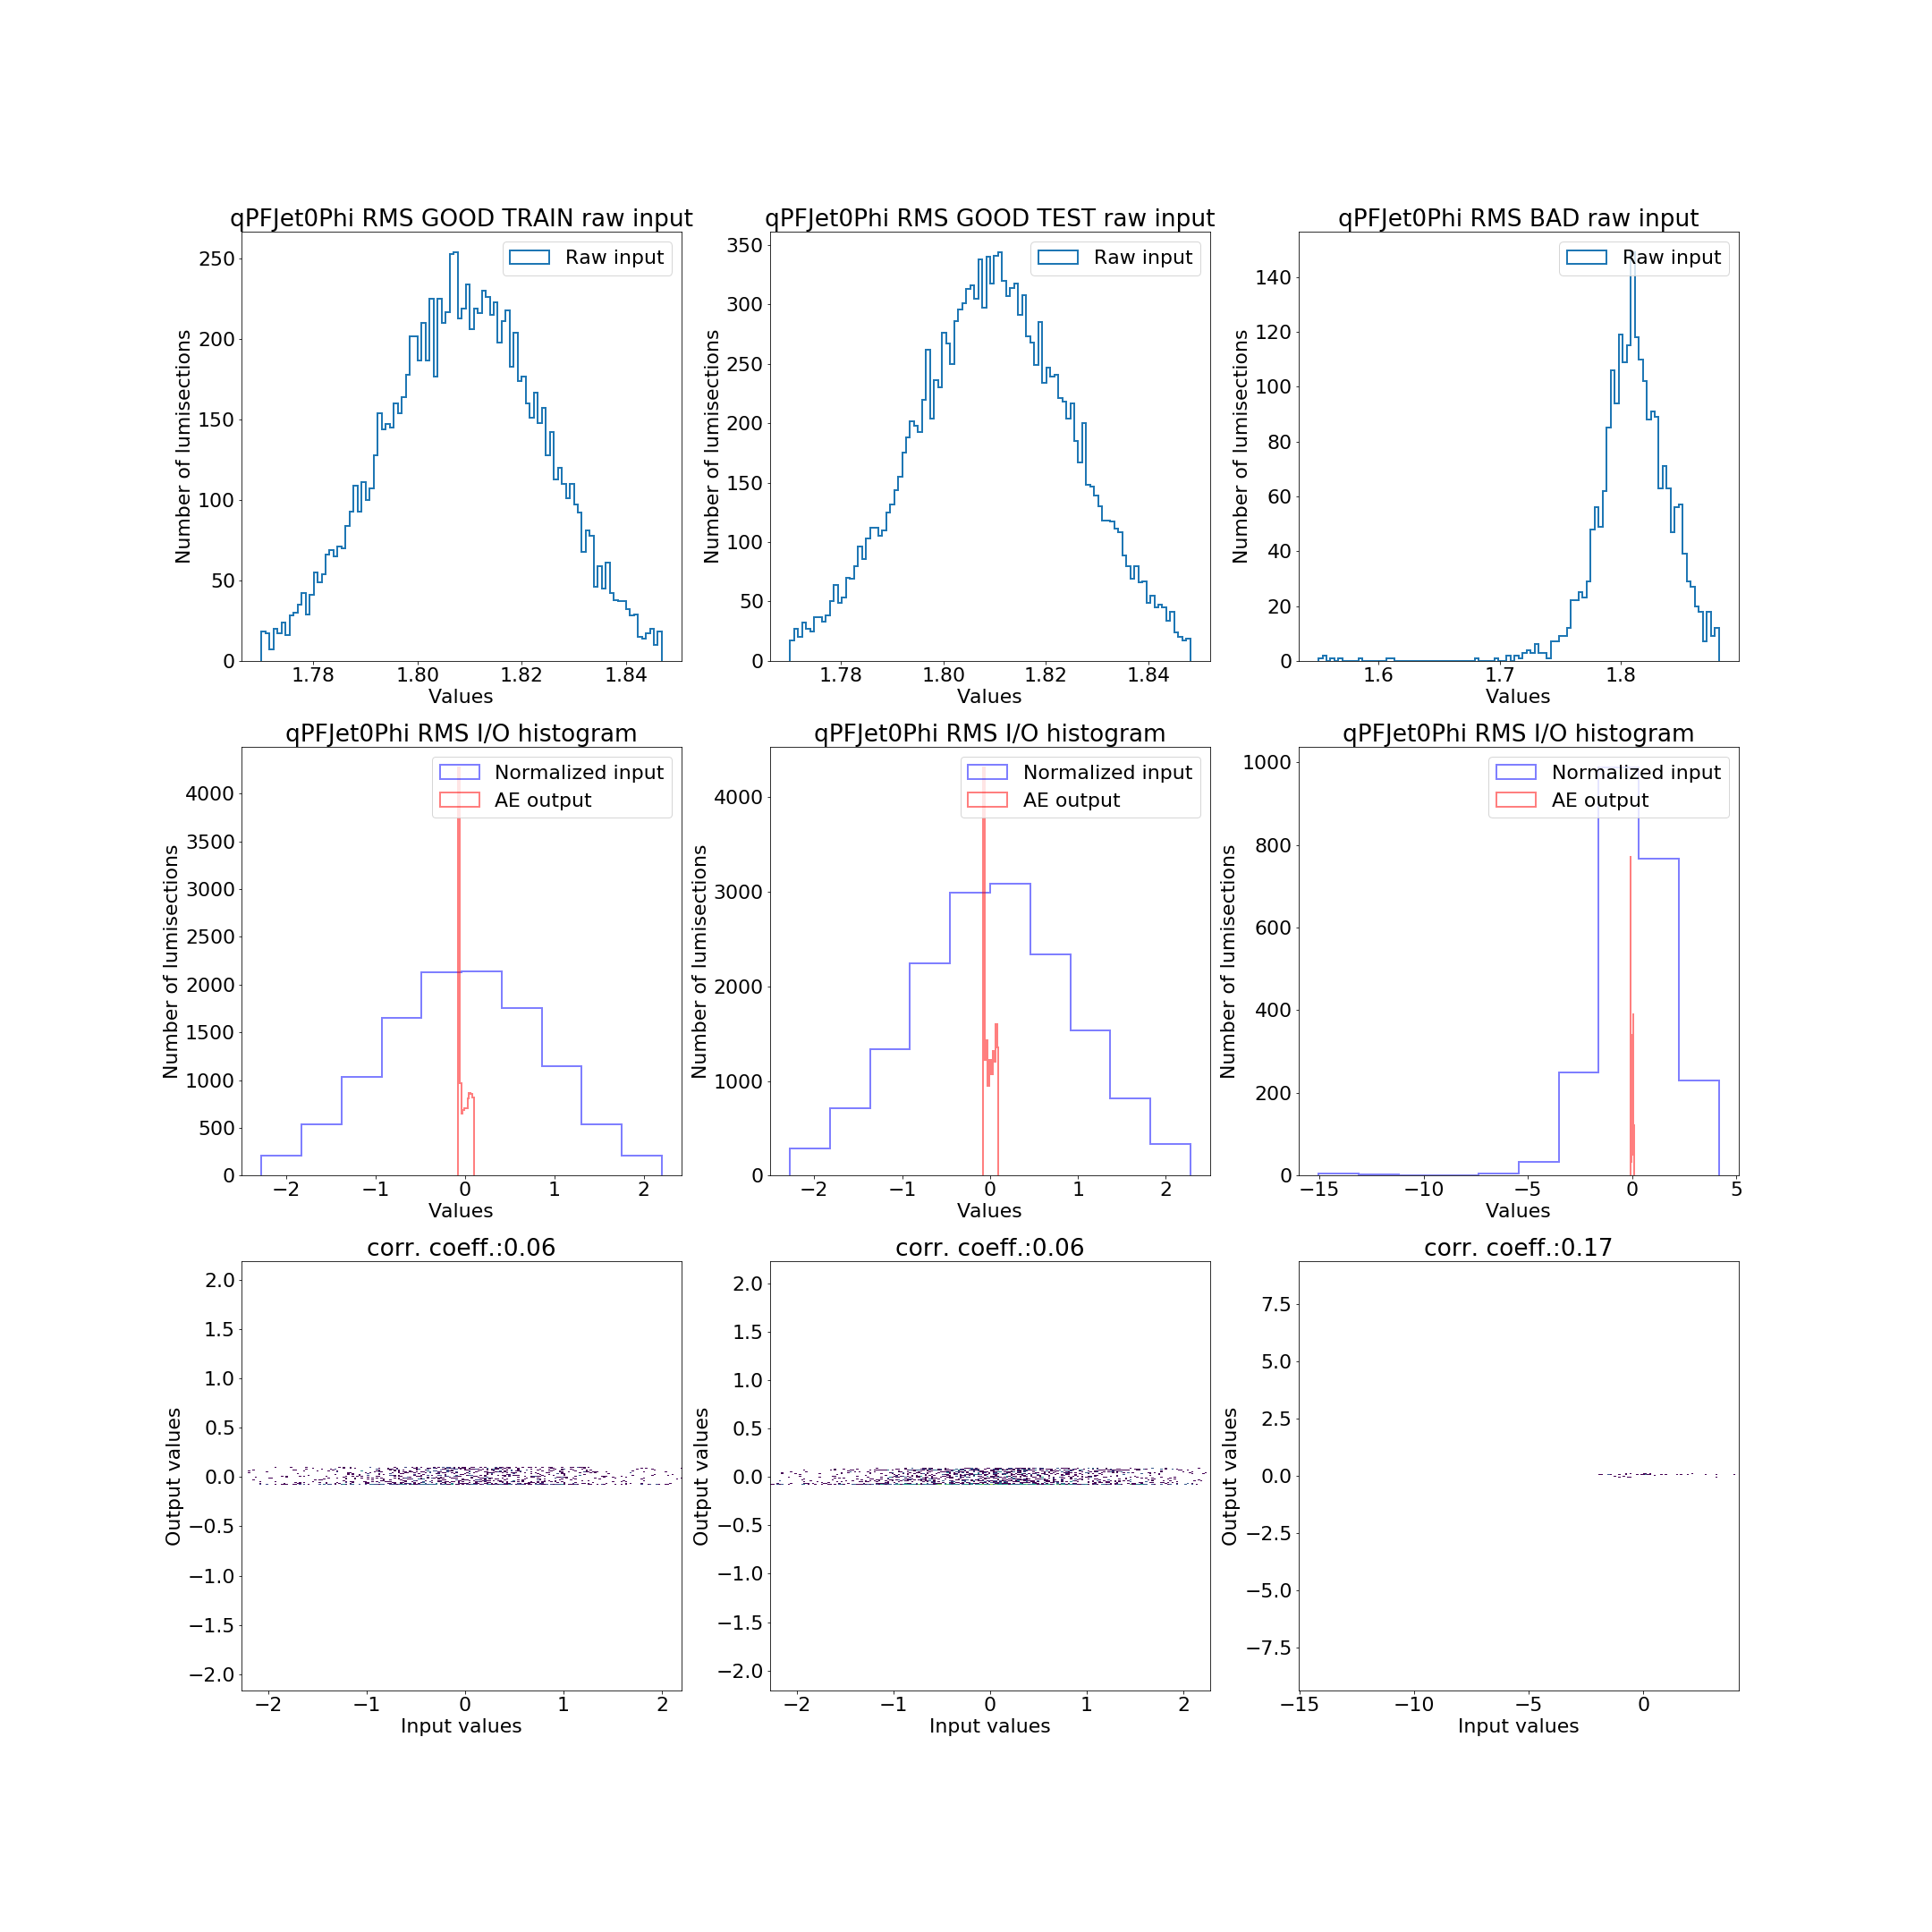 qPFJet0Phi RMS GOOD TRAIN raw input
Raw input
250
200
150
100
50
0
Number of lumisections
1.78 1.80 1.82 1.84
Values
qPFJet0Phi RMS GOOD TEST raw input
Raw input
350
300
250
200
150
100
50
0
Number of lumisections
1.78 1.80 1.82 1.84
Values
qPFJet0Phi RMS BAD raw input
Raw input
140
120
100
80
60
40
20
0
Number of lumisections
1.6 1.7 1.8
Values
qPFJet0Phi RMS I/O histogram
Normalized input
AE output
4000
3500
3000
2500
2000
1500
1000
500
0
Number of lumisections
−2 −1 0 1 2
Values
qPFJet0Phi RMS I/O histogram
Normalized input
AE output
4000
3000
2000
1000
0
Number of lumisections
−2 −1 0 1 2
Values
qPFJet0Phi RMS I/O histogram
Normalized input
AE output
1000
800
600
400
200
0
Number of lumisections
−15 −10 −5 0 5
Values
corr. coeff.:0.06
2.0
1.5
1.0
0.5
0.0
−0.5
−1.0
−1.5
−2.0
Output values
−2 −1 0 1 2
Input values
corr. coeff.:0.06
2.0
1.5
1.0
0.5
0.0
−0.5
−1.0
−1.5
−2.0
Output values
−2 −1 0 1 2
Input values
corr. coeff.:0.17
7.5
5.0
2.5
0.0
−2.5
−5.0
−7.5
Output values
−15 −10 −5 0
Input values